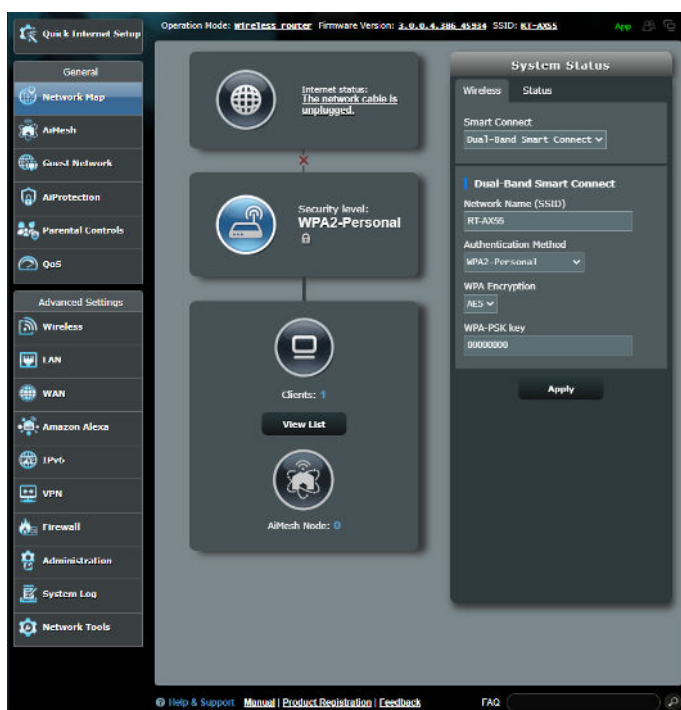 Quick Internet Setup
Operation Mode: Wireless router Firmware Version: 3.0.0.4.386_45934 SSID: RT-AX55
App
General
Network Map
AiMesh
Guest Network
AiProtection
Parental Controls
QoS
Advanced Settings
Wireless
LAN
WAN
Amazon Alexa
IPv6
VPN
Firewall
Administration
System Log
Network Tools
Internet status:
The network cable is
unplugged.
Security level:
WPA2-Personal
Clients: 1
View List
AiMesh Node: 0
System Status
Wireless Status
Smart Connect
Dual-Band Smart Connect
Dual-Band Smart Connect
Network Name (SSID)
RT-AX55
Authentication Method
WPA2-Personal
WPA Encryption
AES
WPA-PSK key
00000000
Apply
Help & Support Manual | Product Registration | Feedback FAQ